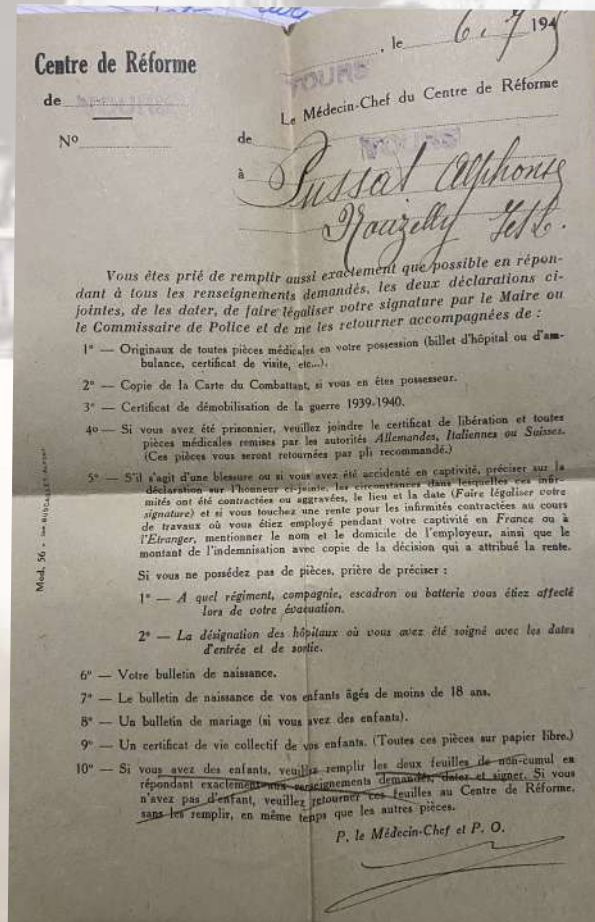 , le 6.7 194
Centre de Réforme
TOURS
de TOURS
Le Médecin-Chef du Centre de Réforme
Nº
de TOURS
à Pussat Alphonse
Nouzilly
Vous êtes prié de remplir aussi exactement que possible en répon-
dant à tous les renseignements demandés, les deux déclarations ci-
jointes, de les dater, de faire légaliser votre signature par le Maire ou
le Commissaire de Police et de me les retourner accompagnées de :
1º — Originaux de toutes pièces médicales en votre possession (billet d'hôpital ou d'am-
bulance, certificat de visite, etc...).
2º — Copie de la Carte du Combattant, si vous en êtes possesseur.
3º — Certificat de démobilisation de la guerre 1939-1940.
4º — Si vous avez été prisonnier, veuillez joindre le certificat de libération et toutes
pièces médicales remises par les autorités Allemandes, Italiennes ou Suisses.
(Ces pièces vous seront retournées par pli recommandé.)
5º — S'il s'agit d'une blessure ou si vous avez été accidenté en captivité, préciser sur la
déclaration sur l'honneur ci-jointe, les circonstances dans lesquelles ces infir-
mités ont été contractées ou aggravées, le lieu et la date (Faire légaliser votre
signature) et si vous touchez une rente pour les infirmités contractées au cours
de travaux où vous étiez employé pendant votre captivité en France ou à
l'Etranger, mentionner le nom et le domicile de l'employeur, ainsi que le
montant de l'indemnisation avec copie de la décision qui a attribué la rente.
Si vous ne possédez pas de pièces, prière de préciser :
1º — A quel régiment, compagnie, escadron ou batterie vous étiez affecté
lors de votre évacuation.
2º — La désignation des hôpitaux où vous avez été soigné avec les dates
d'entrée et de sortie.
6º — Votre bulletin de naissance.
7º — Le bulletin de naissance de vos enfants âgés de moins de 18 ans.
8º — Un bulletin de mariage (si vous avez des enfants).
9º — Un certificat de vie collectif de vos enfants. (Toutes ces pièces sur papier libre.)
10º — Si vous avez des enfants, veuillez remplir les deux feuilles de non-cumul en
répondant exactement aux renseignements demandés, dater et signer. Si vous
n'avez pas d'enfant, veuillez retourner ces feuilles au Centre de Réforme,
sans les remplir, en même temps que les autres pièces.
P. le Médecin-Chef et P. O.
Mod. 56